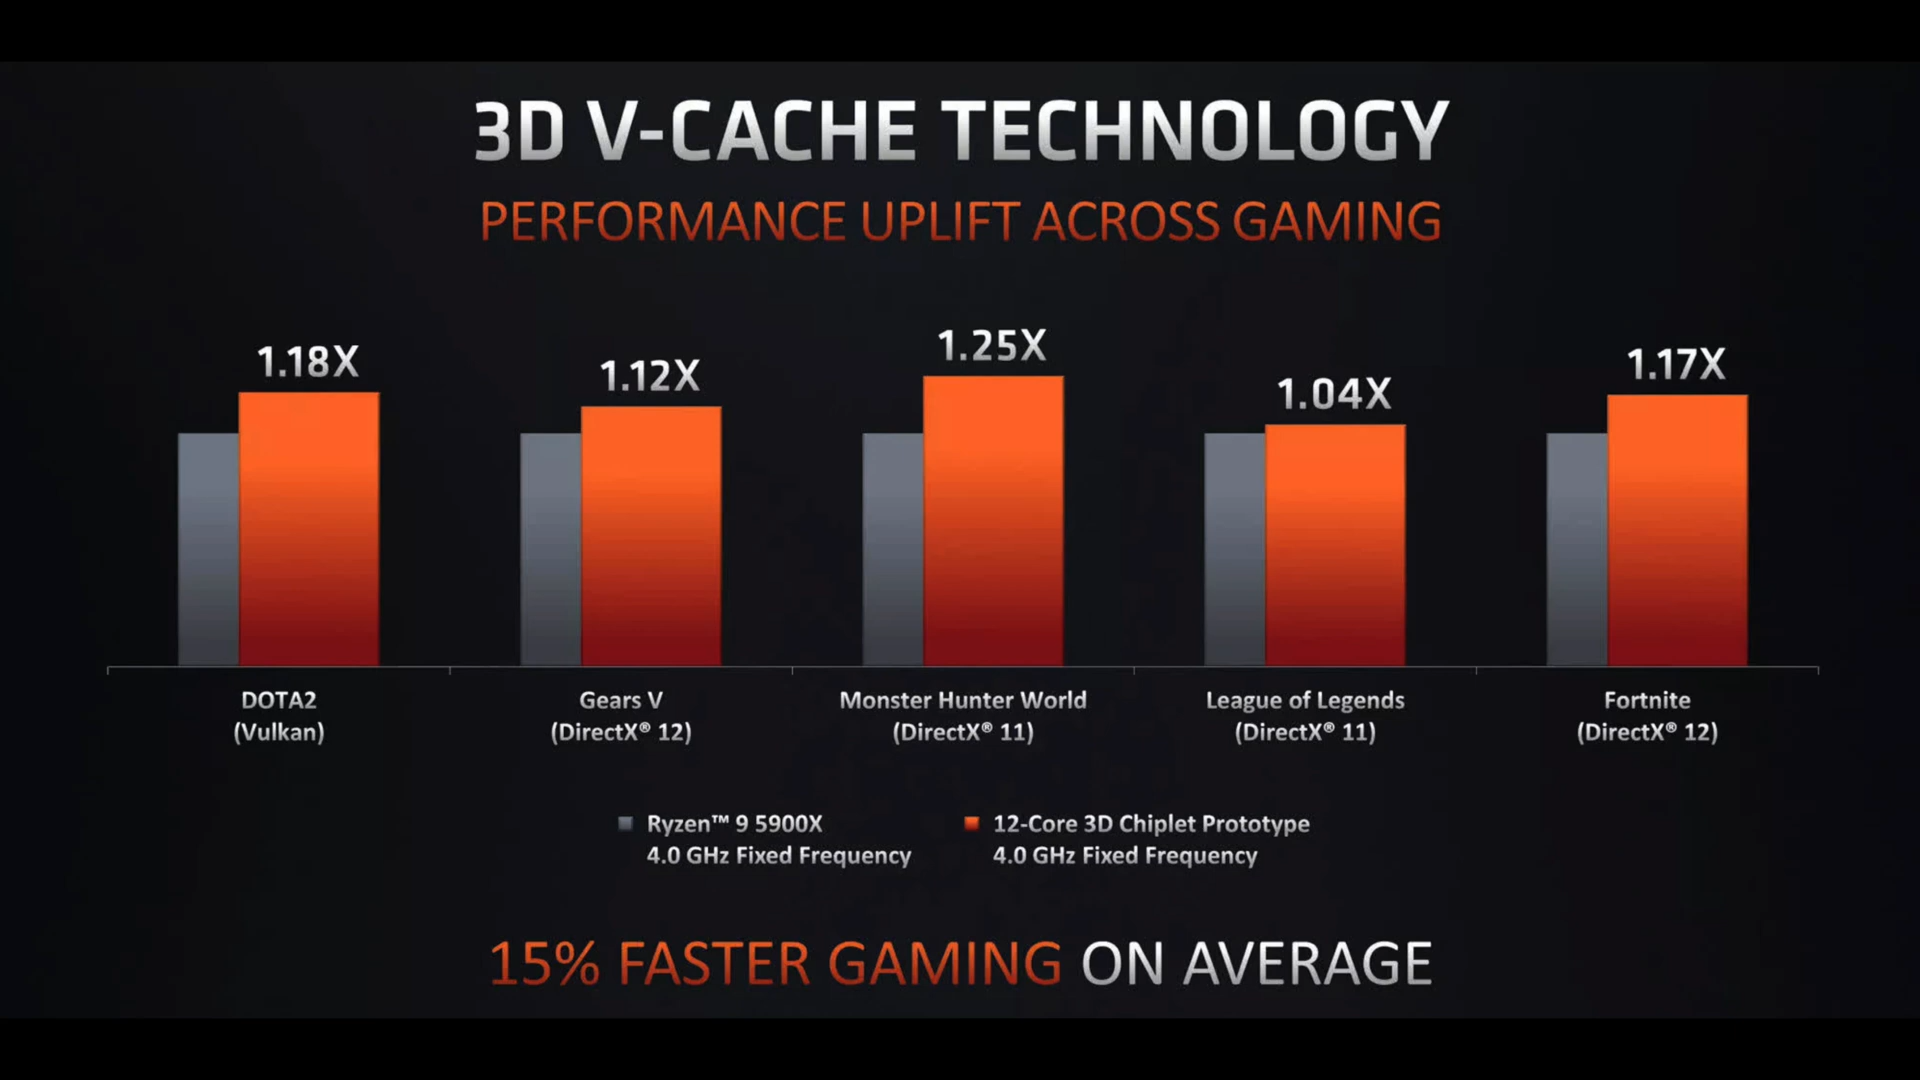 3D V-CACHE TECHNOLOGY
PERFORMANCE UPLIFT ACROSS GAMING
1.18X
1.12X
1.25X
1.04X
1.17X
DOTA2
(Vulkan)
Gears V
(DirectX® 12)
Monster Hunter World
(DirectX® 11)
League of Legends
(DirectX® 11)
Fortnite
(DirectX® 12)
Ryzen™ 9 5900X
4.0 GHz Fixed Frequency
12-Core 3D Chiplet Prototype
4.0 GHz Fixed Frequency
15% FASTER GAMING ON AVERAGE